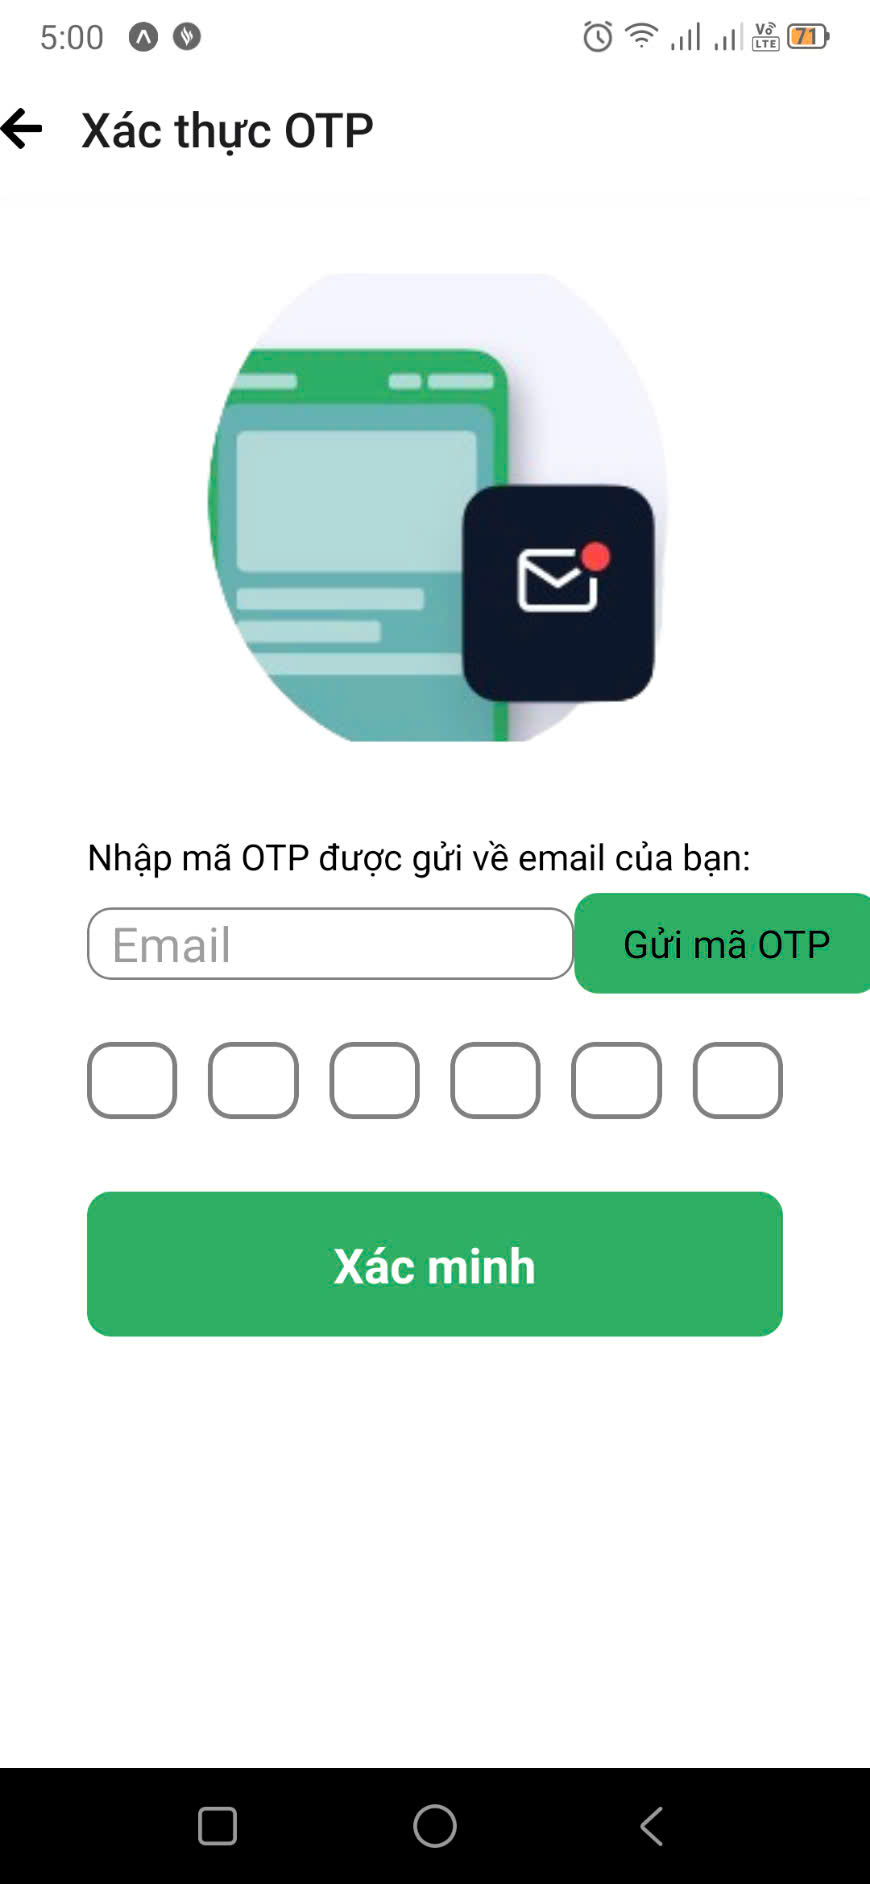 5:00 Vo LTE 71
Xác thực OTP
Nhập mã OTP được gửi về email của bạn:
Email
Gửi mã OTP
Xác minh